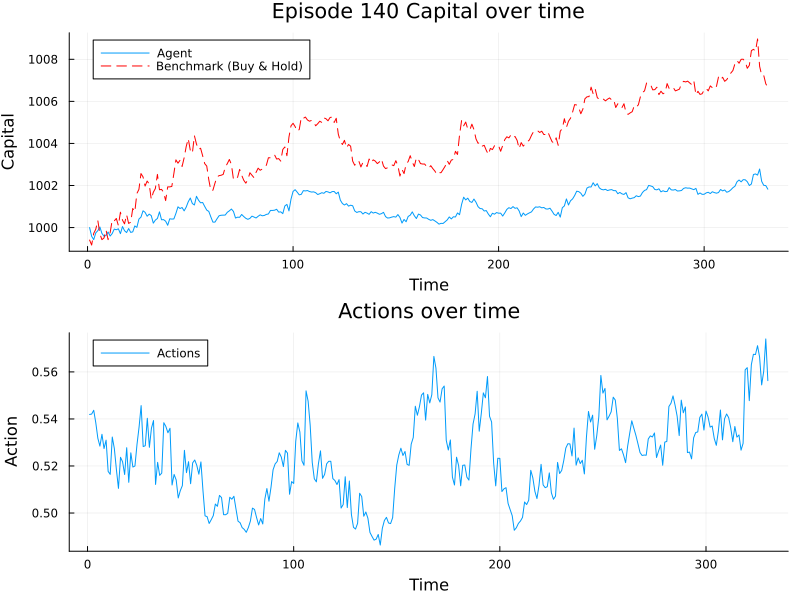 Episode 140 Capital over time
Capital
1008
1006
1004
1002
1000
Agent
Benchmark (Buy & Hold)
0
100
200
300
Time
Actions over time
Action
0.56
0.54
0.52
0.50
Actions
0
100
200
300
Time